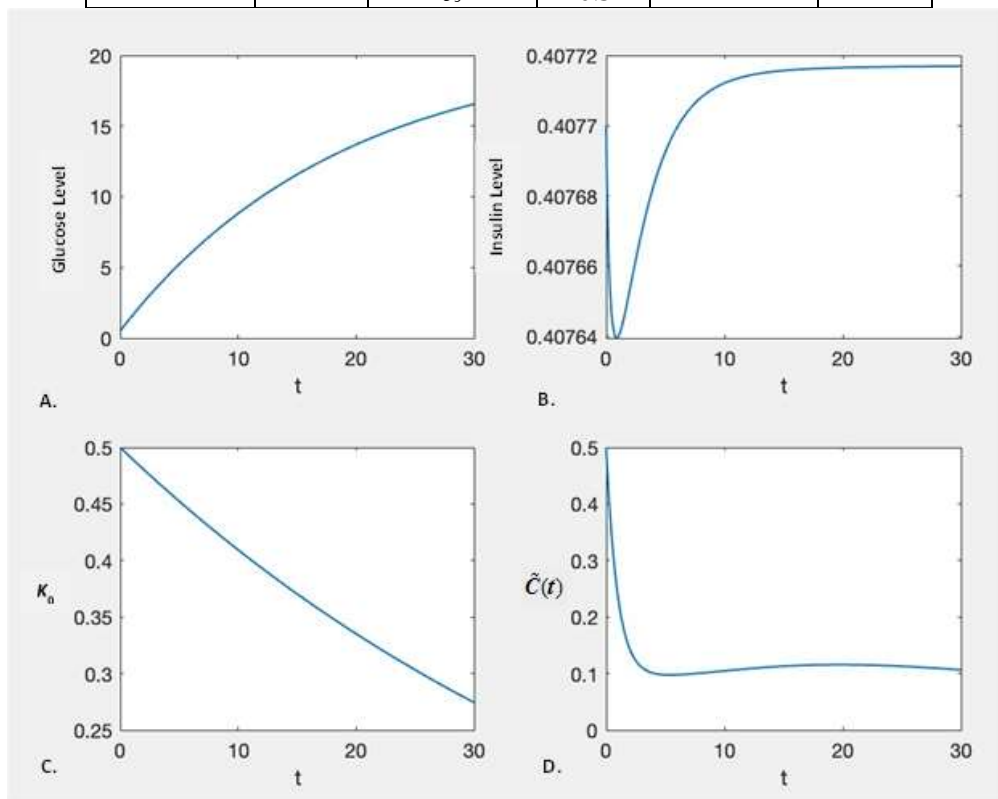 20
15
10
5
0
Glucose Level
0 10 20 30
t
A.
0.40772
0.4077
0.40768
0.40766
0.40764
Insulin Level
0 10 20 30
t
B.
0.5
0.45
0.4
0.35
0.3
0.25
K₀
0 10 20 30
t
C.
0.5
0.4
0.3
0.2
0.1
0
C̃(t)
0 10 20 30
t
D.